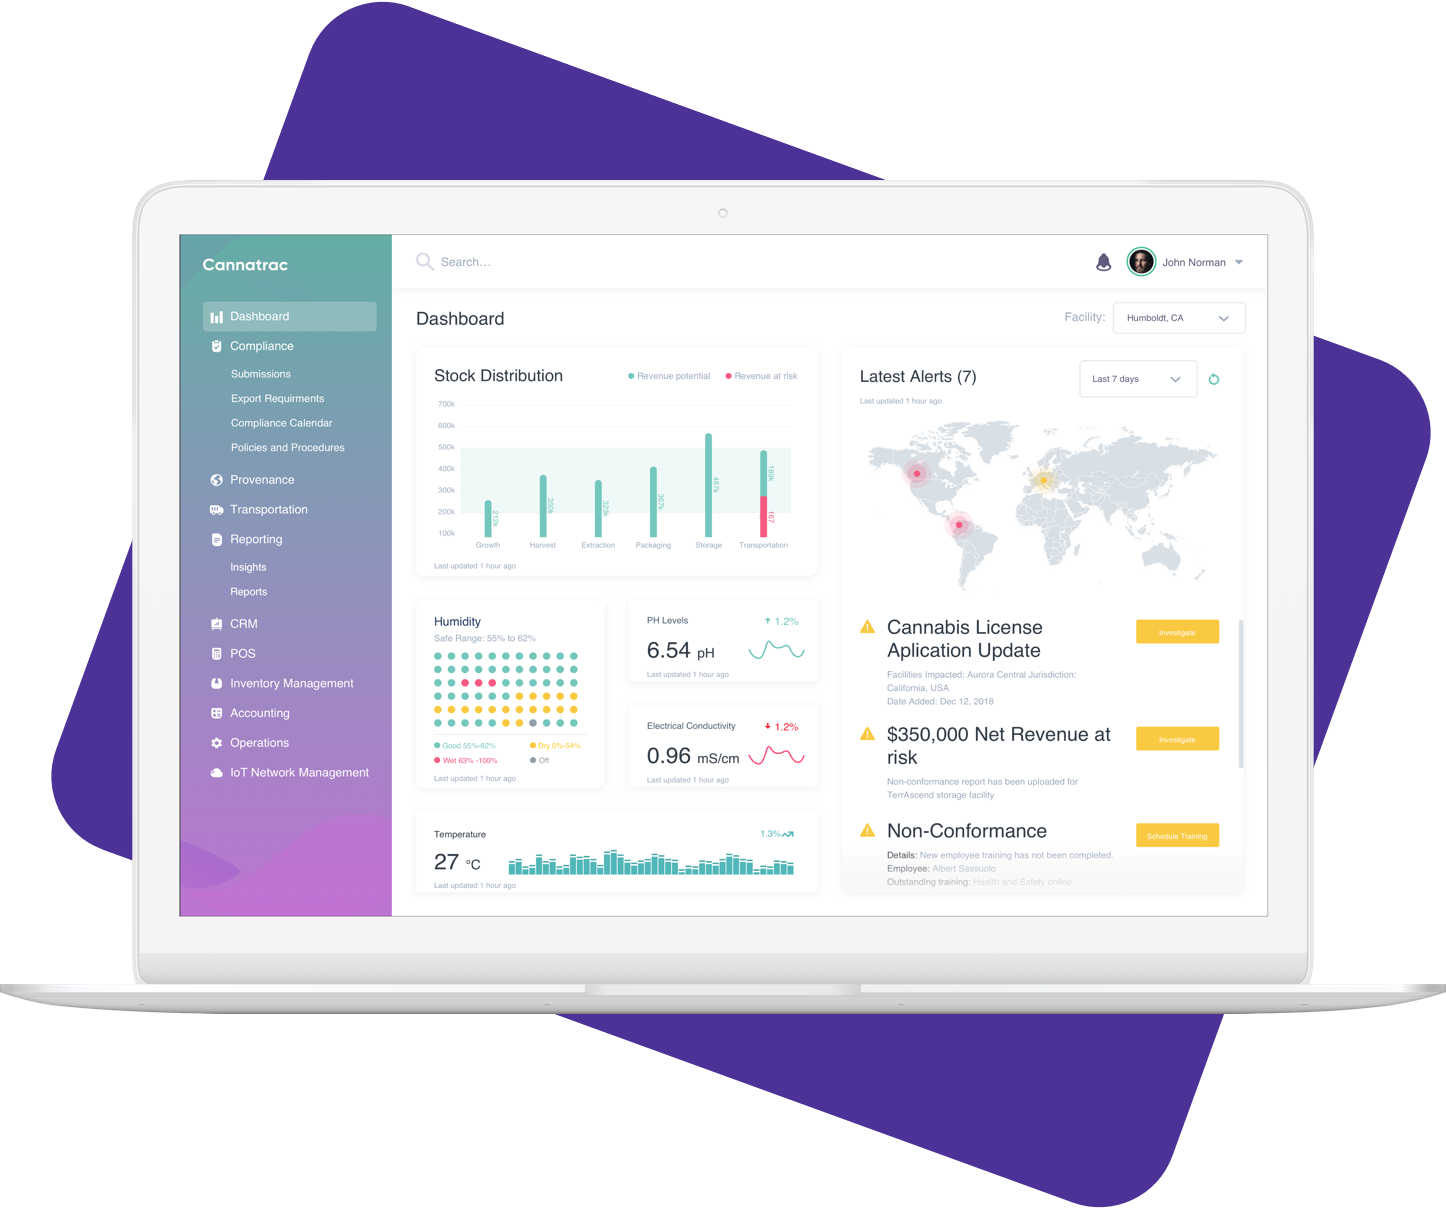 Cannatrac
Dashboard
Compliance
Submissions
Export Requirments
Compliance Calendar
Policies and Procedures
Provenance
Transportation
Reporting
Insights
Reports
CRM
POS
Inventory Management
Accounting
Operations
IoT Network Management
Search...
John Norman
Dashboard
Facility:
Humboldt, CA
Stock Distribution
Revenue potential
Revenue at risk
700k
600k
500k
400k
300k
200k
100k
212k
350k
325k
367k
487k
189k
167
Growth
Harvest
Extraction
Packaging
Storage
Transportation
Last updated 1 hour ago
Humidity
Safe Range: 55% to 62%
Good 55%-62%
Dry 0%-54%
Wet 63% -100%
Off
Last updated 1 hour ago
PH Levels
1.2%
6.54 pH
Last updated 1 hour ago
Electrical Conductivity
1.2%
0.96 mS/cm
Last updated 1 hour ago
Temperature
1.3%
27 °C
Last updated 1 hour ago
Latest Alerts (7)
Last 7 days
Last updated 1 hour ago
Cannabis License
Aplication Update
Investigate
Facilities Impacted: Aurora Central Jurisdiction:
California, USA
Date Added: Dec 12, 2018
$350,000 Net Revenue at
risk
Investigate
Non-conformance report has been uploaded for
TerrAscend storage facility
Non-Conformance
Schedule Training
Details: New employee training has not been completed.
Employee: Albert Sassuolo
Outstanding training: Health and Safety online